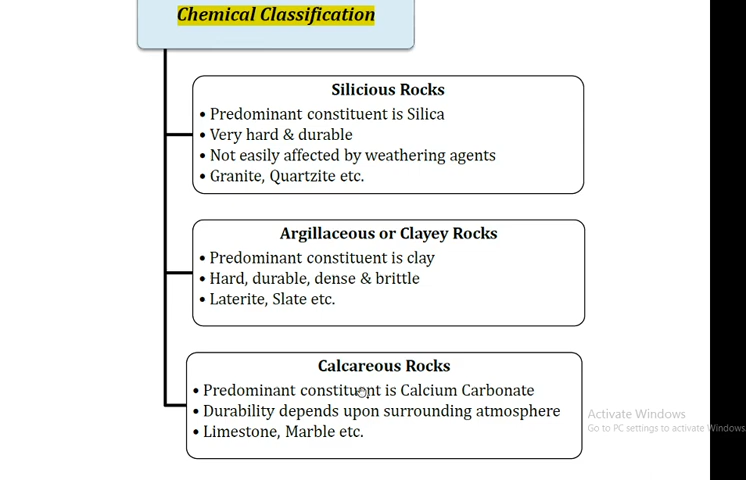 Chemical Classification
Silicious Rocks
• Predominant constituent is Silica
• Very hard & durable
• Not easily affected by weathering agents
• Granite, Quartzite etc.
Argillaceous or Clayey Rocks
• Predominant constituent is clay
• Hard, durable, dense & brittle
• Laterite, Slate etc.
Calcareous Rocks
• Predominant constituent is Calcium Carbonate
• Durability depends upon surrounding atmosphere
• Limestone, Marble etc.
Activate Windows
Go to PC settings to activate Windows